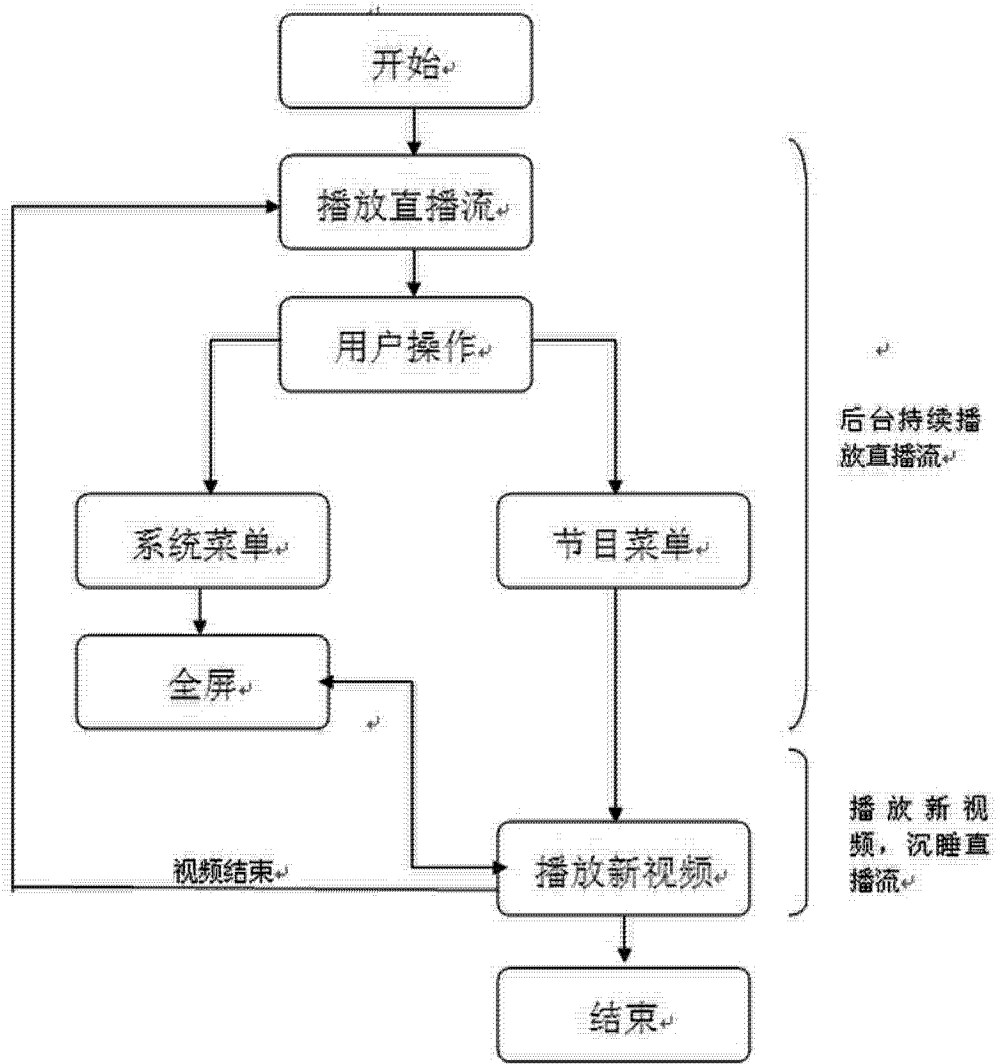 开始
播放直播流
用户操作
后台持续播
放直播流
系统菜单
节目菜单
全屏
播放新视
频，沉睡直
播流
视频结束
播放新视频
结束